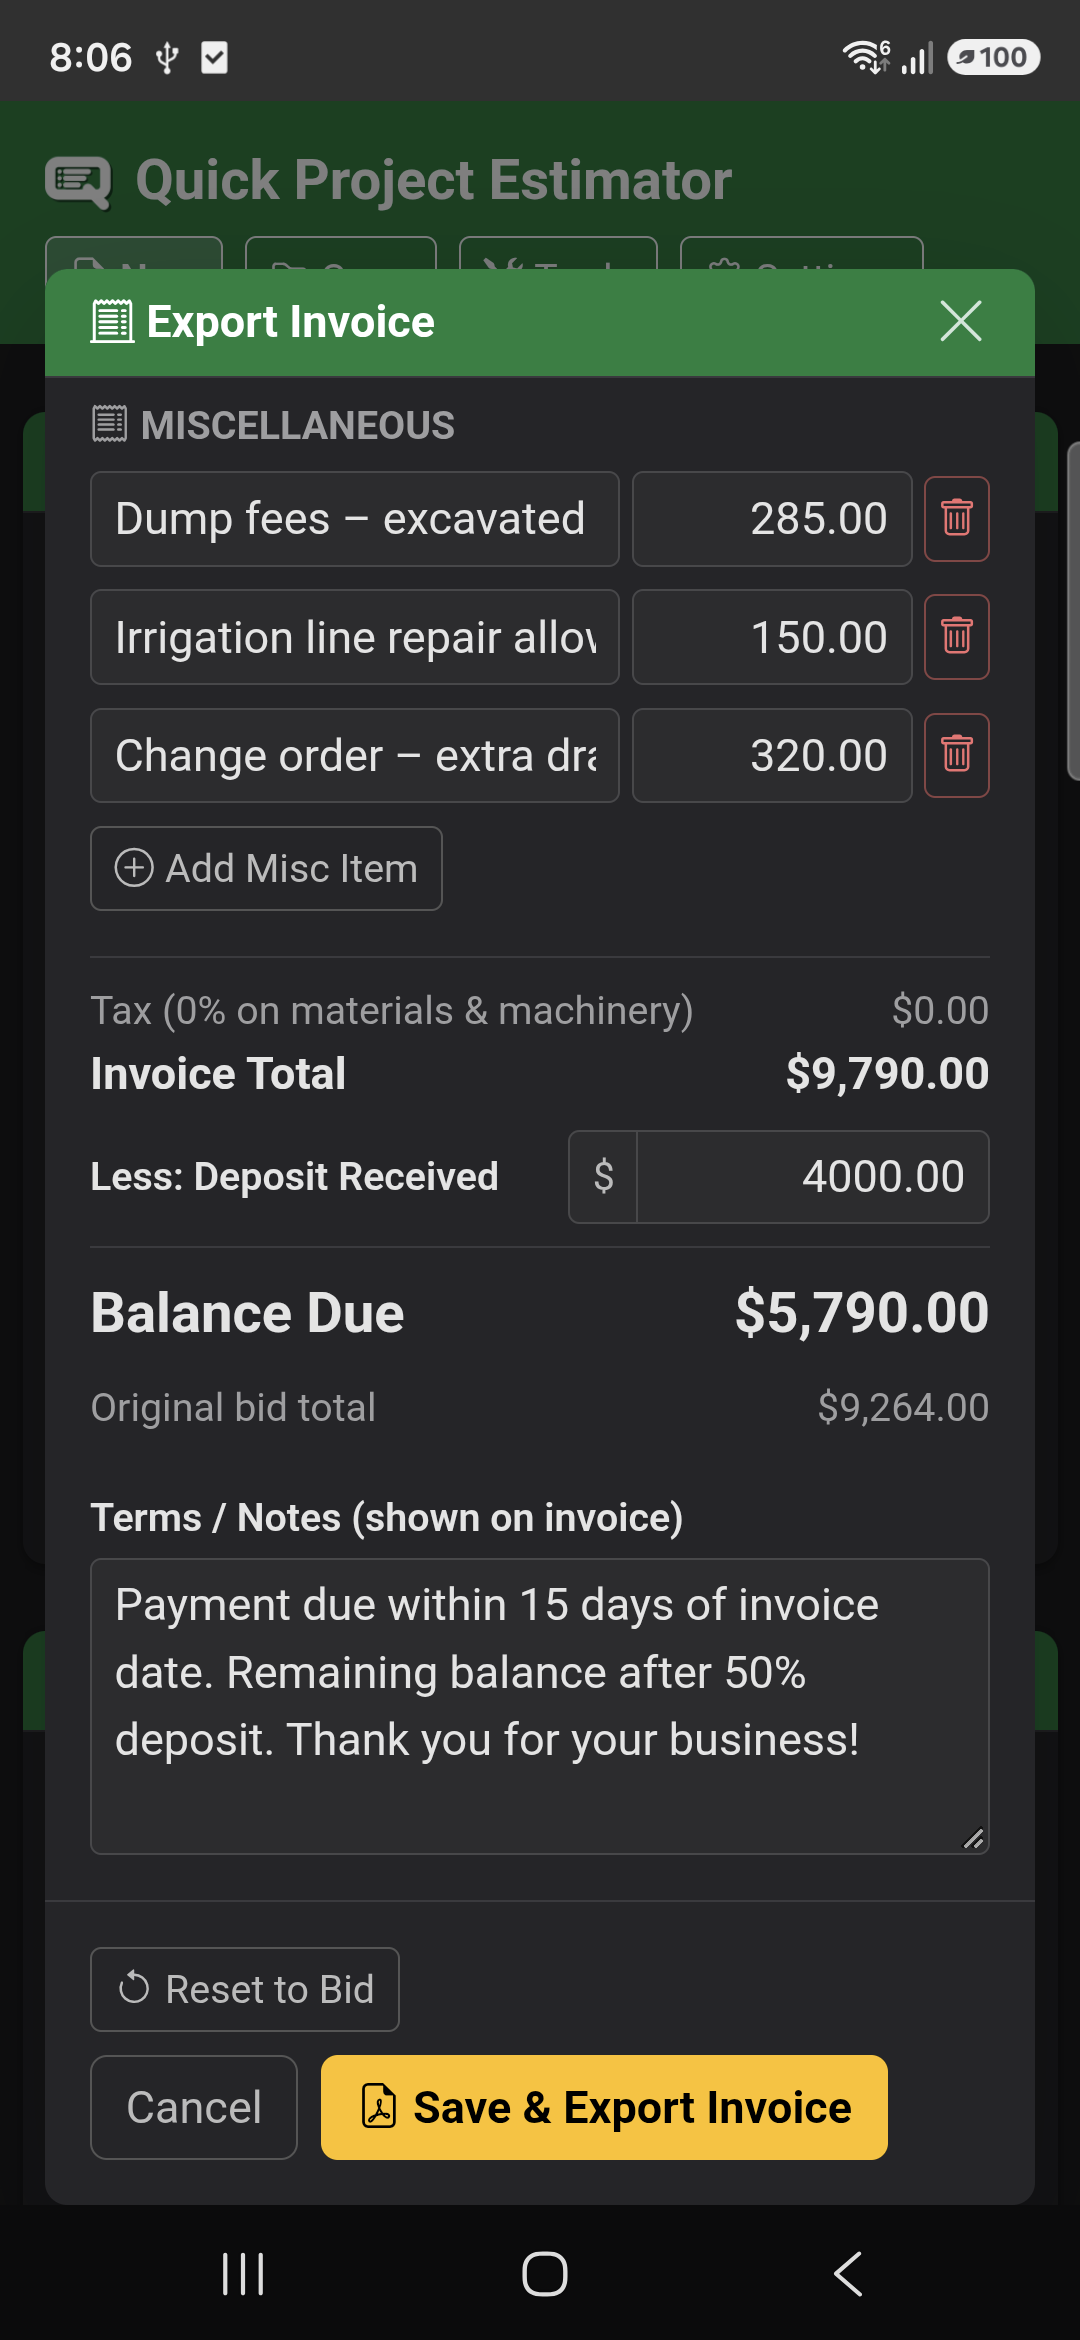 8:06
6
100
Quick Project Estimator
Export Invoice
MISCELLANEOUS
Dump fees – excavated 285.00
Irrigation line repair 150.00
Change order – extra 320.00
Add Misc Item
Tax (0% on materials & machinery) $0.00
Invoice Total $9,790.00
Less: Deposit Received $ 4000.00
Balance Due $5,790.00
Original bid total $9,264.00
Terms / Notes (shown on invoice)
Payment due within 15 days of invoice
date. Remaining balance after 50%
deposit. Thank you for your business!
Reset to Bid
Cancel Save & Export Invoice